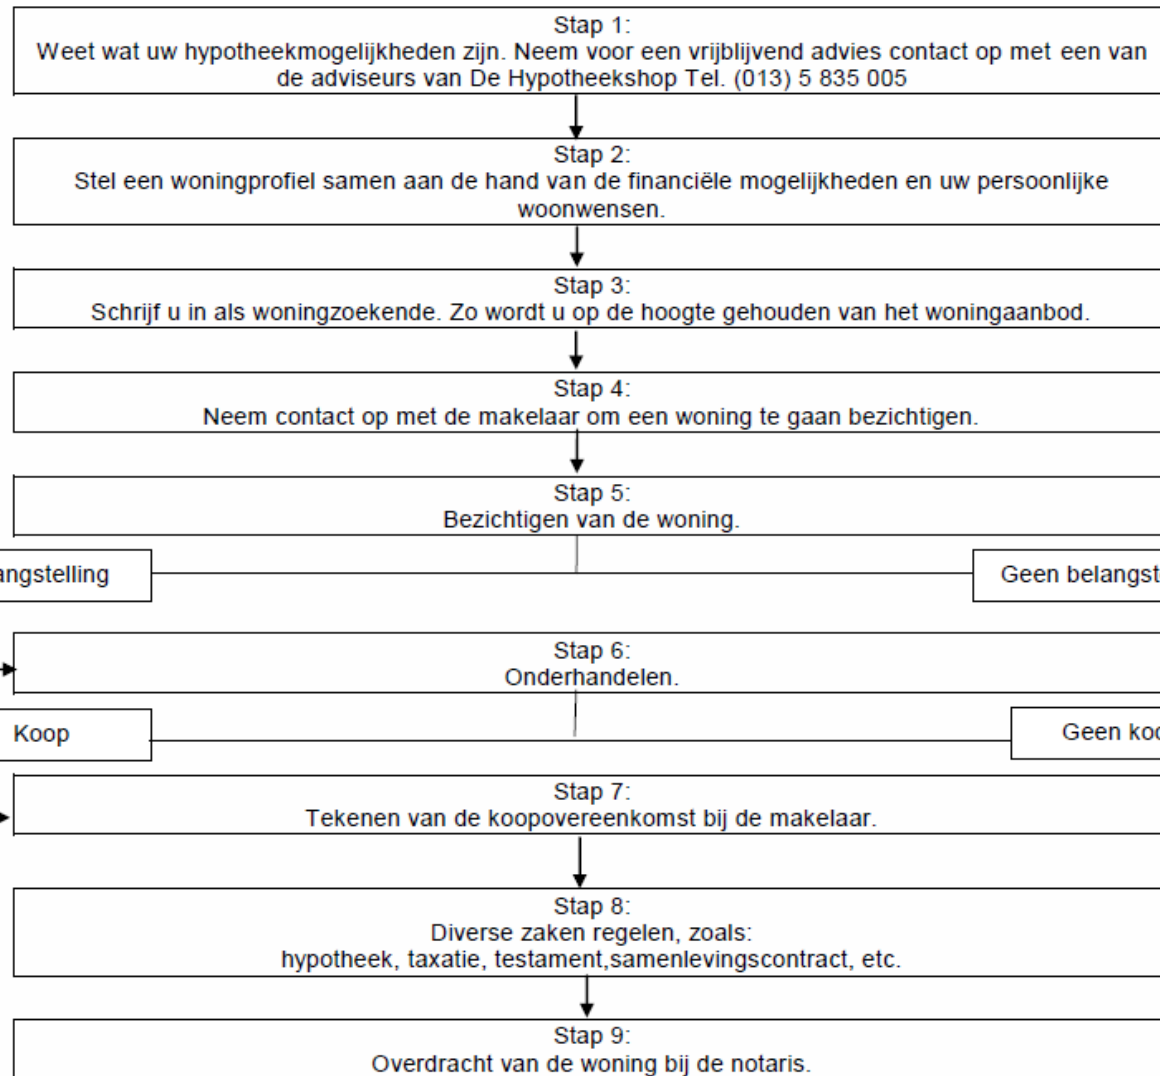 Stap 1:
Weet wat uw hypotheekmogelijkheden zijn. Neem voor een vrijblijvend advies contact op met een van
de adviseurs van De Hypotheekshop Tel. (013) 5 835 005
Stap 2:
Stel een woningprofiel samen aan de hand van de financiële mogelijkheden en uw persoonlijke
woonwensen.
Stap 3:
Schrijf u in als woningzoekende. Zo wordt u op de hoogte gehouden van het woningaanbod.
Stap 4:
Neem contact op met de makelaar om een woning te gaan bezichtigen.
Stap 5:
Bezichtigen van de woning.
angstelling
Geen belangst
Stap 6:
Onderhandelen.
Koop
Geen koo
Stap 7:
Tekenen van de koopovereenkomst bij de makelaar.
Stap 8:
Diverse zaken regelen, zoals:
hypotheek, taxatie, testament,samenlevingscontract, etc.
Stap 9:
Overdracht van de woning bij de notaris.